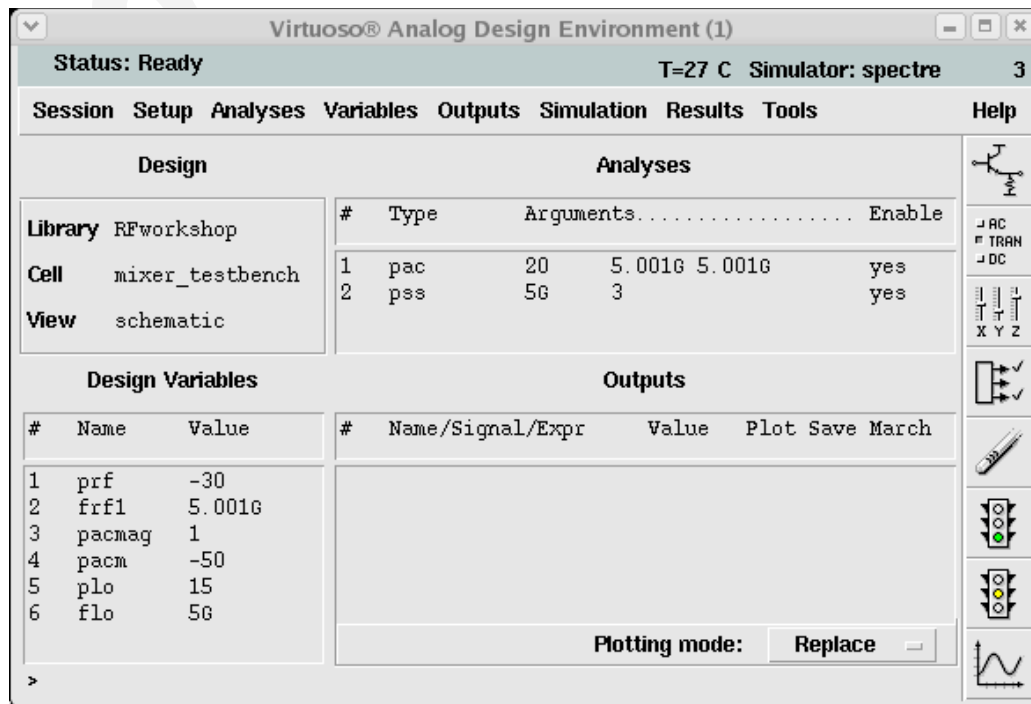 Virtuoso® Analog Design Environment (1)
Status: Ready T=27 C Simulator: spectre 3
Session Setup Analyses Variables Outputs Simulation Results Tools Help
Design
Library RFworkshop
Cell mixer_testbench
View schematic
Analyses
# Type Arguments................... Enable
1 pac 20 5.001G 5.001G yes
2 pss 5G 3 yes
Design Variables
# Name Value
1 prf -30
2 frf1 5.001G
3 pacmag 1
4 pacm -50
5 plo 15
6 flo 5G
Outputs
# Name/Signal/Expr Value Plot Save March
Plotting mode: Replace
>
AC
TRAN
DC
X Y Z